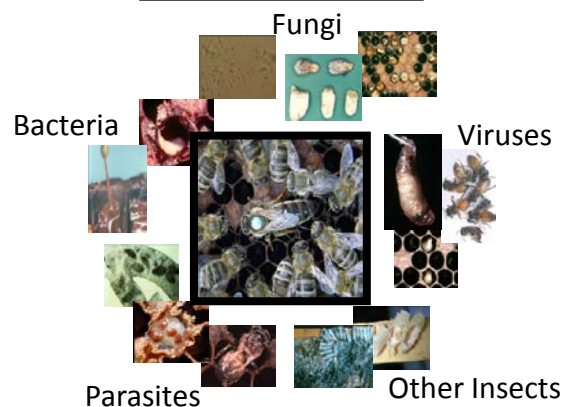 Fungi
Bacteria
Viruses
Parasites
Other Insects